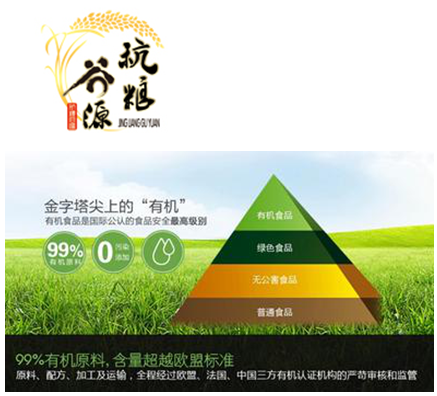 粮
谷源
JING LIANG GU YUAN
金字塔尖上的“有机”
有机食品是国际公认的食品安全最高级别
99%
有机原料
0
污染
添加
有机食品
绿色食品
无公害食品
普通食品
99%有机原料,含量超越欧盟标准
原料、配方、加工及运输，全程经过欧盟、法国、中国三方有机认证机构的严苛审核和监管